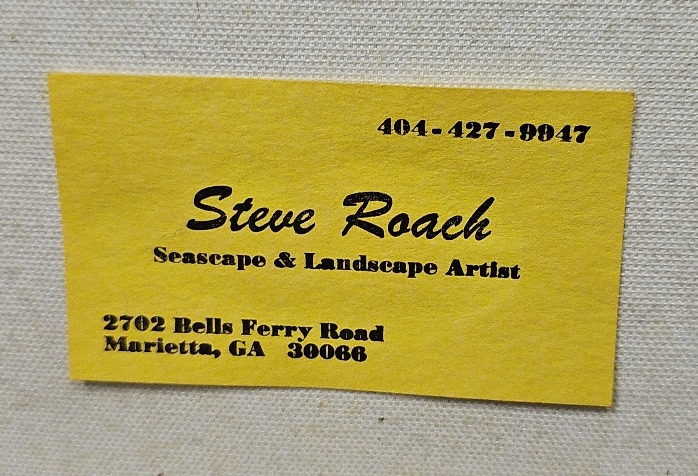 404-427-9947
Steve Roach
Seascape & Landscape Artist
2702 Bells Ferry Road
Marietta, GA 30066